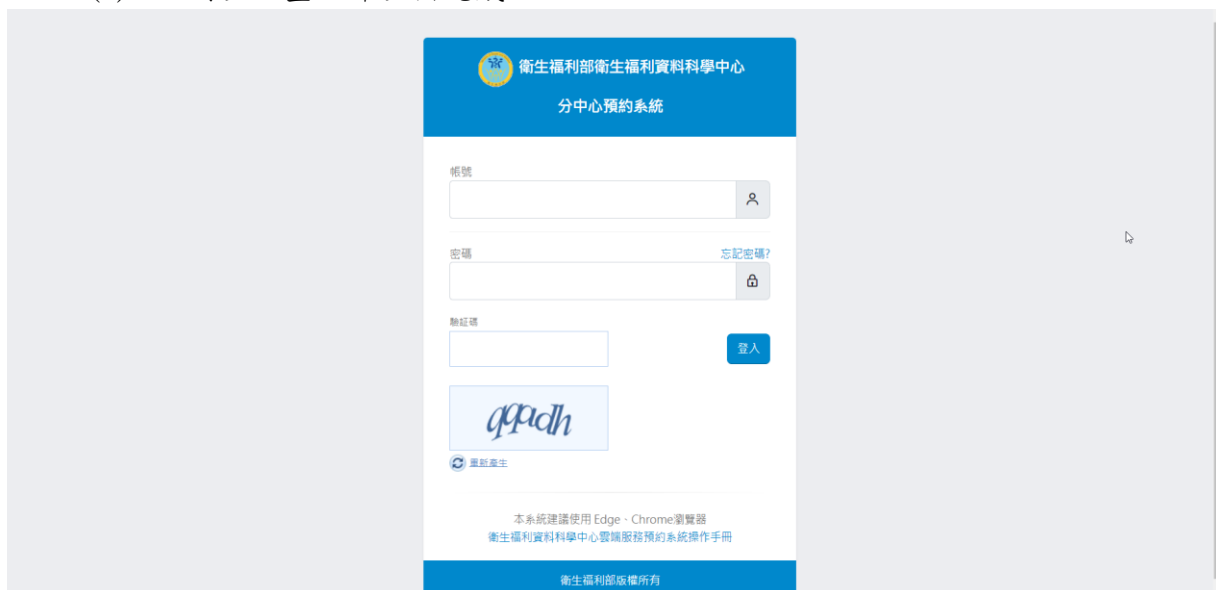 衛生福利部衛生福利資料科學中心
分中心預約系統
帳號
密碼
忘記密碼?
驗証碼
登入
qqadh
重新產生
本系統建議使用 Edge、Chrome瀏覽器
衛生福利資料科學中心雲端服務預約系統操作手冊
衛生福利部版權所有